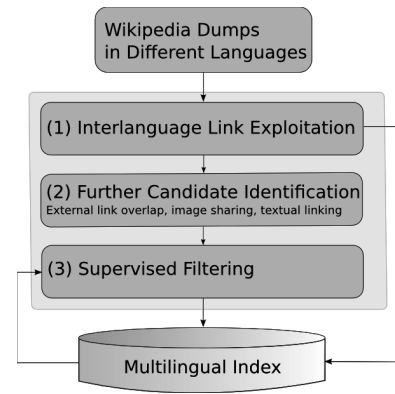 Wikipedia Dumps
in Different Languages
(1) Interlanguage Link Exploitation
(2) Further Candidate Identification
External link overlap, image sharing, textual linking
(3) Supervised Filtering
Multilingual Index